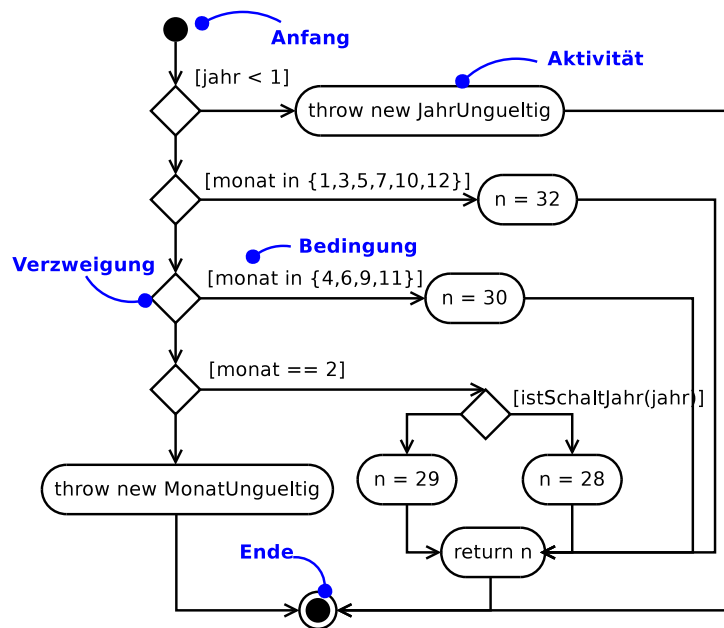 Anfang
Aktivität
[jahr < 1]
throw new JahrUngueltig
[monat in {1,3,5,7,10,12}]
n = 32
Bedingung
Verzweigung
[monat in {4,6,9,11}]
n = 30
[monat == 2]
[istSchaltJahr(jahr)]
throw new MonatUngueltig
n = 29
n = 28
Ende
return n